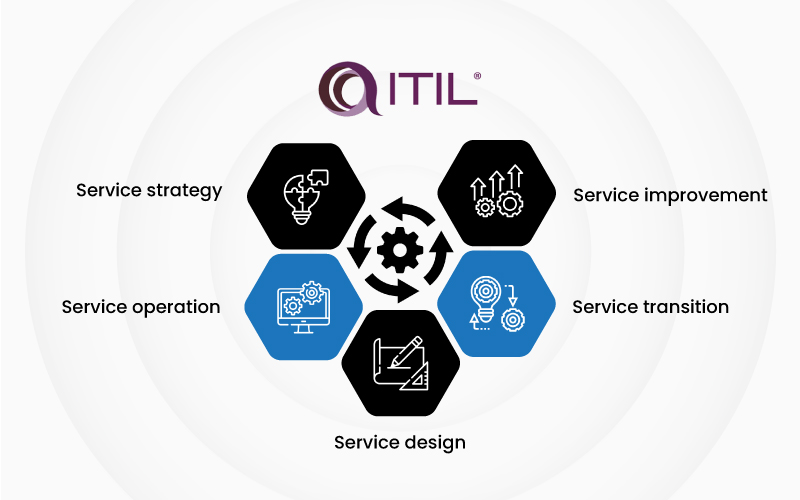 ITIL®
Service strategy
Service improvement
Service operation
Service transition
Service design